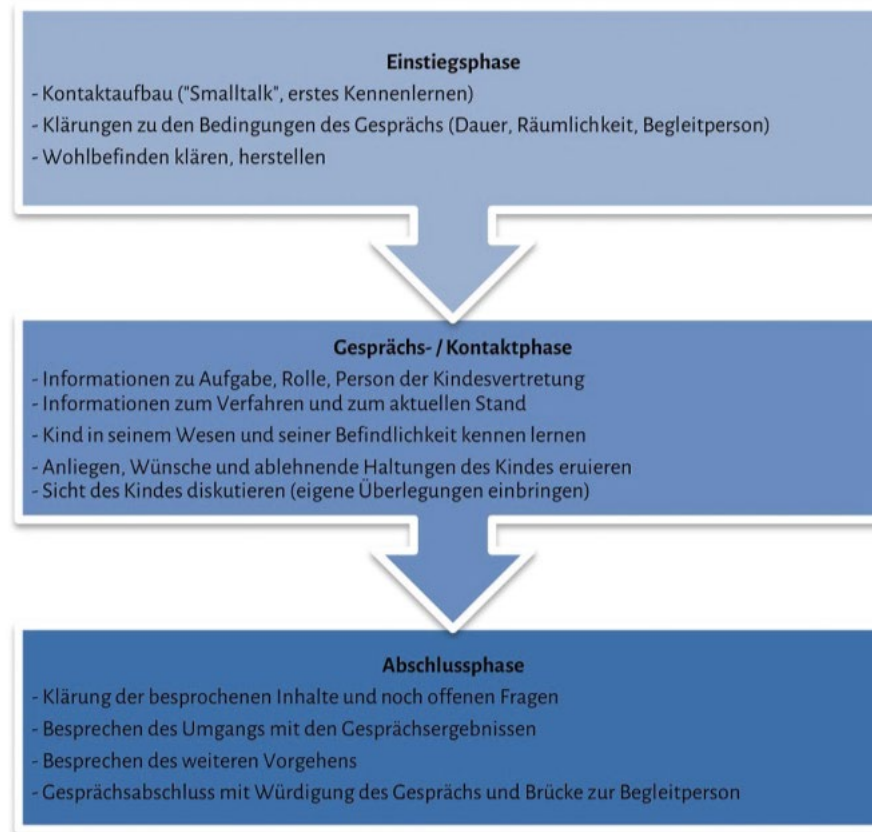 Einstiegsphase
- Kontaktaufbau ("Smalltalk", erstes Kennenlernen)
- Klärungen zu den Bedingungen des Gesprächs (Dauer, Räumlichkeit, Begleitperson)
- Wohlbefinden klären, herstellen
Gesprächs- / Kontaktphase
- Informationen zu Aufgabe, Rolle, Person der Kindesvertretung
- Informationen zum Verfahren und zum aktuellen Stand
- Kind in seinem Wesen und seiner Befindlichkeit kennen lernen
- Anliegen, Wünsche und ablehnende Haltungen des Kindes eruieren
- Sicht des Kindes diskutieren (eigene Überlegungen einbringen)
Abschlussphase
- Klärung der besprochenen Inhalte und noch offenen Fragen
- Besprechen des Umgangs mit den Gesprächsergebnissen
- Besprechen des weiteren Vorgehens
- Gesprächsabschluss mit Würdigung des Gesprächs und Brücke zur Begleitperson